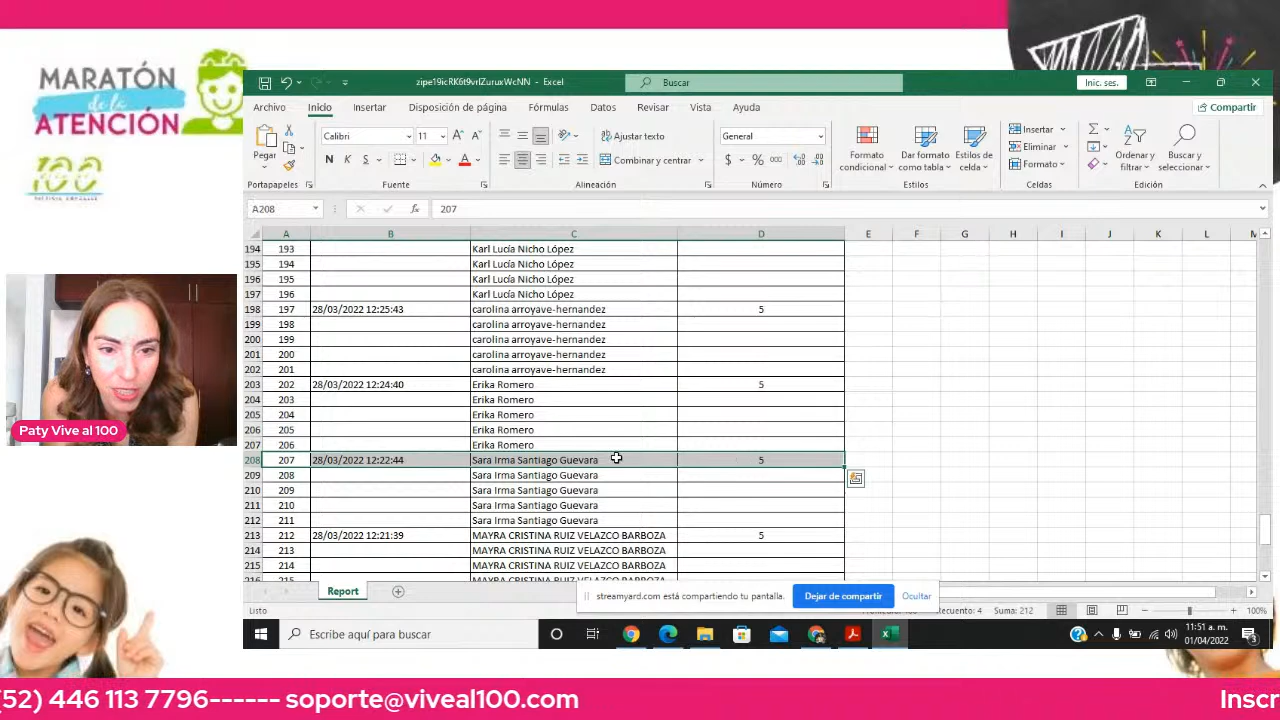 MARATÓN
de la
ATENCIÓN
100
Paty Vive al 100
zipe19icRK6t9vrlZuruxWcNN - Excel
Buscar
Inic. ses.
Archivo Inicio Insertar Disposición de página Fórmulas Datos Revisar Vista Ayuda
Compartir
Pegar
Calibri 11
N K S
Ajustar texto
Combinar y centrar
General
$ % 000
Formato condicional
Dar formato como tabla
Estilos de celda
Insertar
Eliminar
Formato
Ordenar y filtrar
Buscar y seleccionar
Portapapeles Fuente Alineación Número Estilos Celdas Edición
A208 fx 207
A B C D E F G H I J K L M
194 193 Karl Lucía Nicho López
195 194 Karl Lucía Nicho López
196 195 Karl Lucía Nicho López
197 196 Karl Lucía Nicho López
198 197 28/03/2022 12:25:43 carolina arroyave-hernandez 5
199 198 carolina arroyave-hernandez
200 199 carolina arroyave-hernandez
201 200 carolina arroyave-hernandez
202 201 carolina arroyave-hernandez
203 202 28/03/2022 12:24:40 Erika Romero 5
204 203 Erika Romero
205 204 Erika Romero
206 205 Erika Romero
207 206 Erika Romero
208 207 28/03/2022 12:22:44 Sara Irma Santiago Guevara 5
209 208 Sara Irma Santiago Guevara
210 209 Sara Irma Santiago Guevara
211 210 Sara Irma Santiago Guevara
212 211 Sara Irma Santiago Guevara
213 212 28/03/2022 12:21:39 MAYRA CRISTINA RUIZ VELAZCO BARBOZA 5
214 213 MAYRA CRISTINA RUIZ VELAZCO BARBOZA
215 214 MAYRA CRISTINA RUIZ VELAZCO BARBOZA
Report
streamyard.com está compartiendo tu pantalla. Dejar de compartir Ocultar
Listo
Recuento: 4 Suma: 212
100%
Escribe aquí para buscar
11:51 a. m.
01/04/2022
(52) 446 113 7796------ soporte@viveal100.com
Inscr